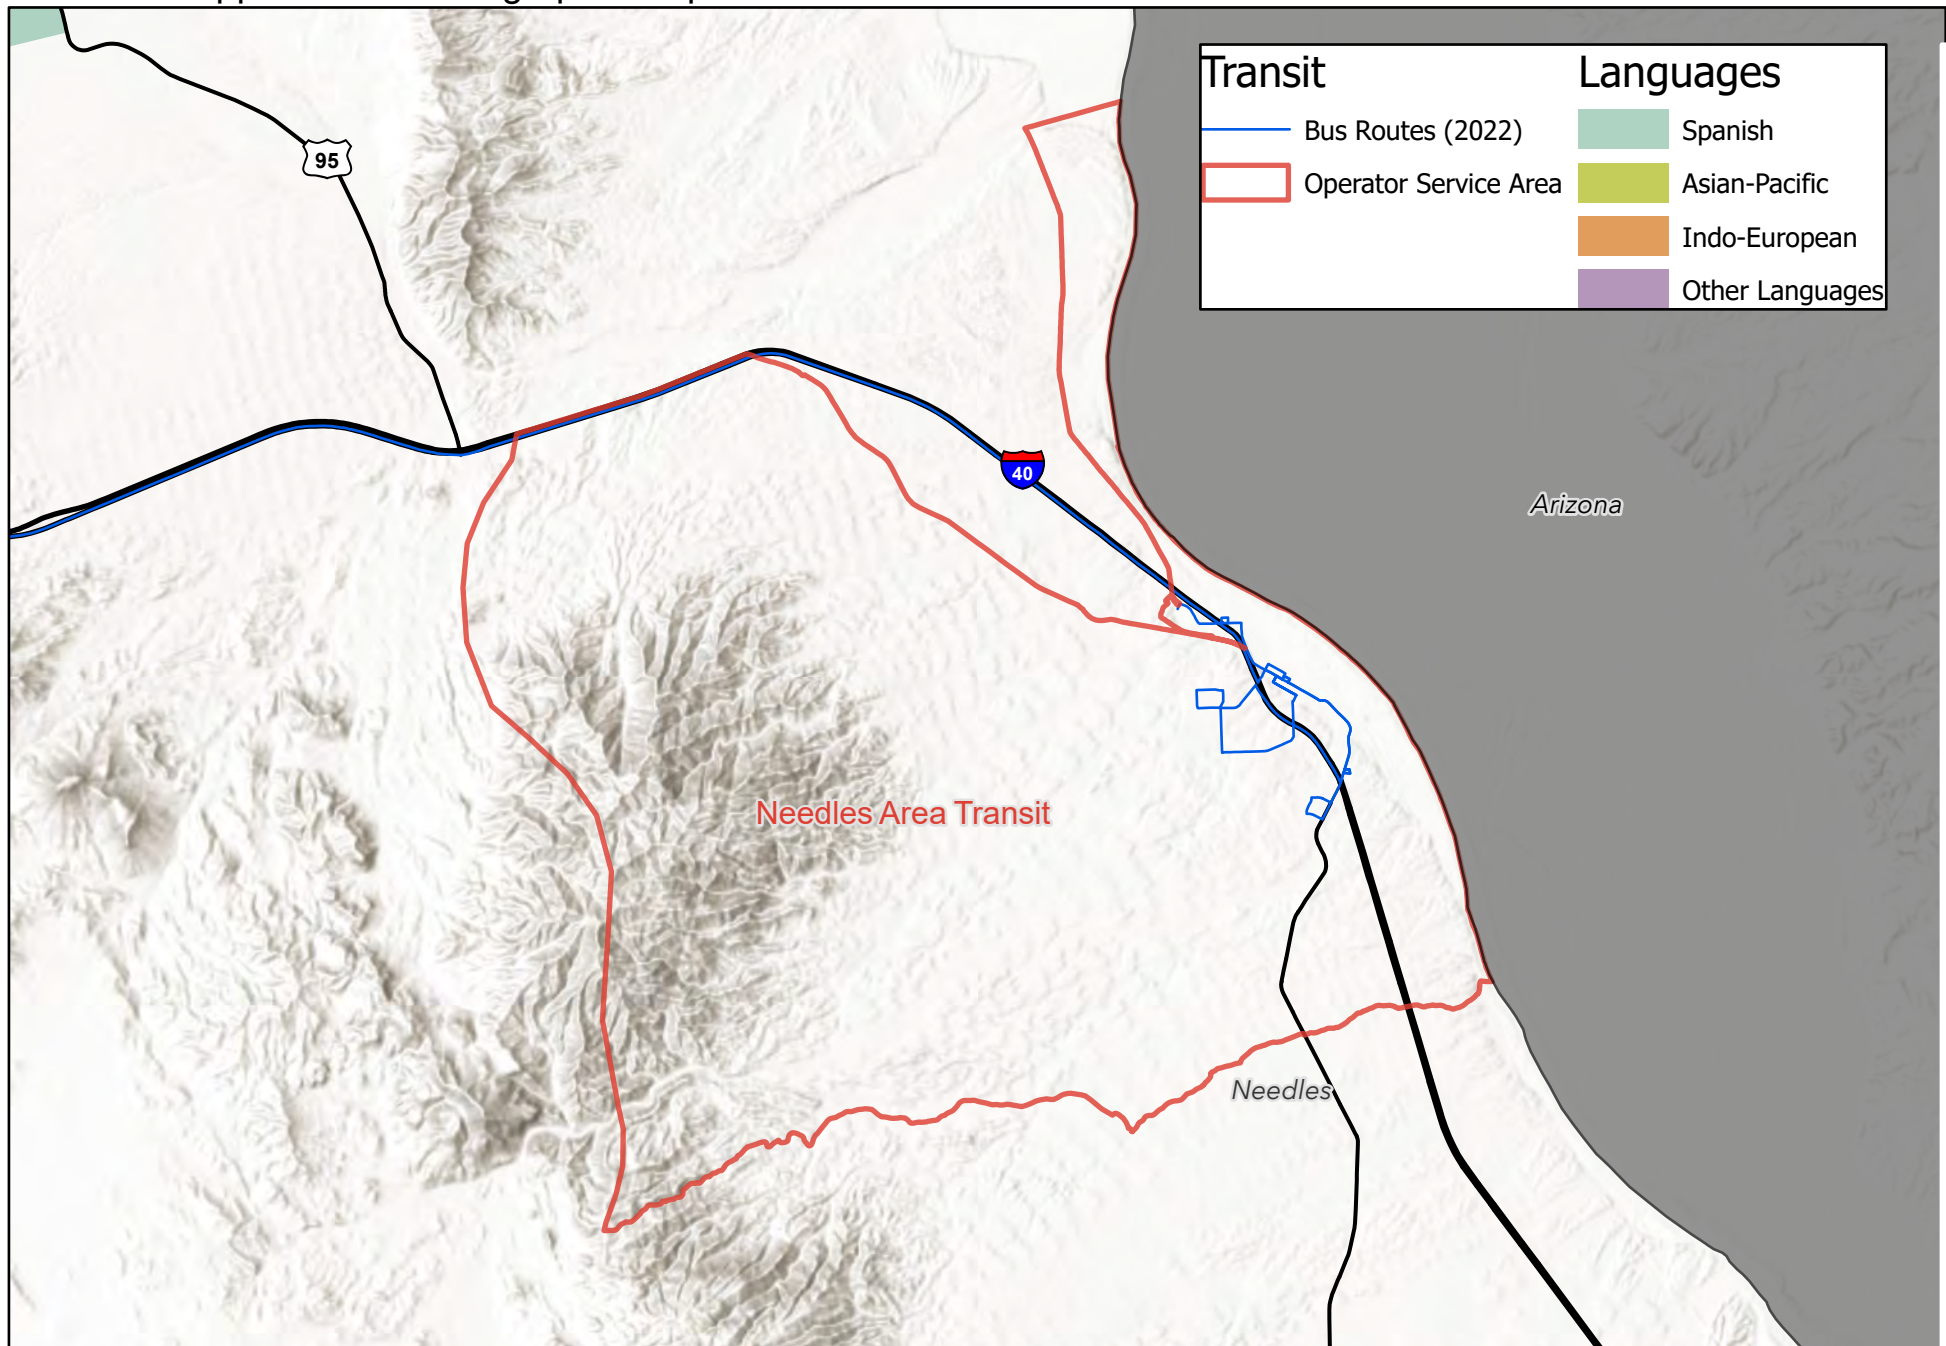 Transit
Languages
Bus Routes (2022)
Spanish
Operator Service Area
Asian-Pacific
Indo-European
Other Languages
95
40
Arizona
Needles Area Transit
Needles